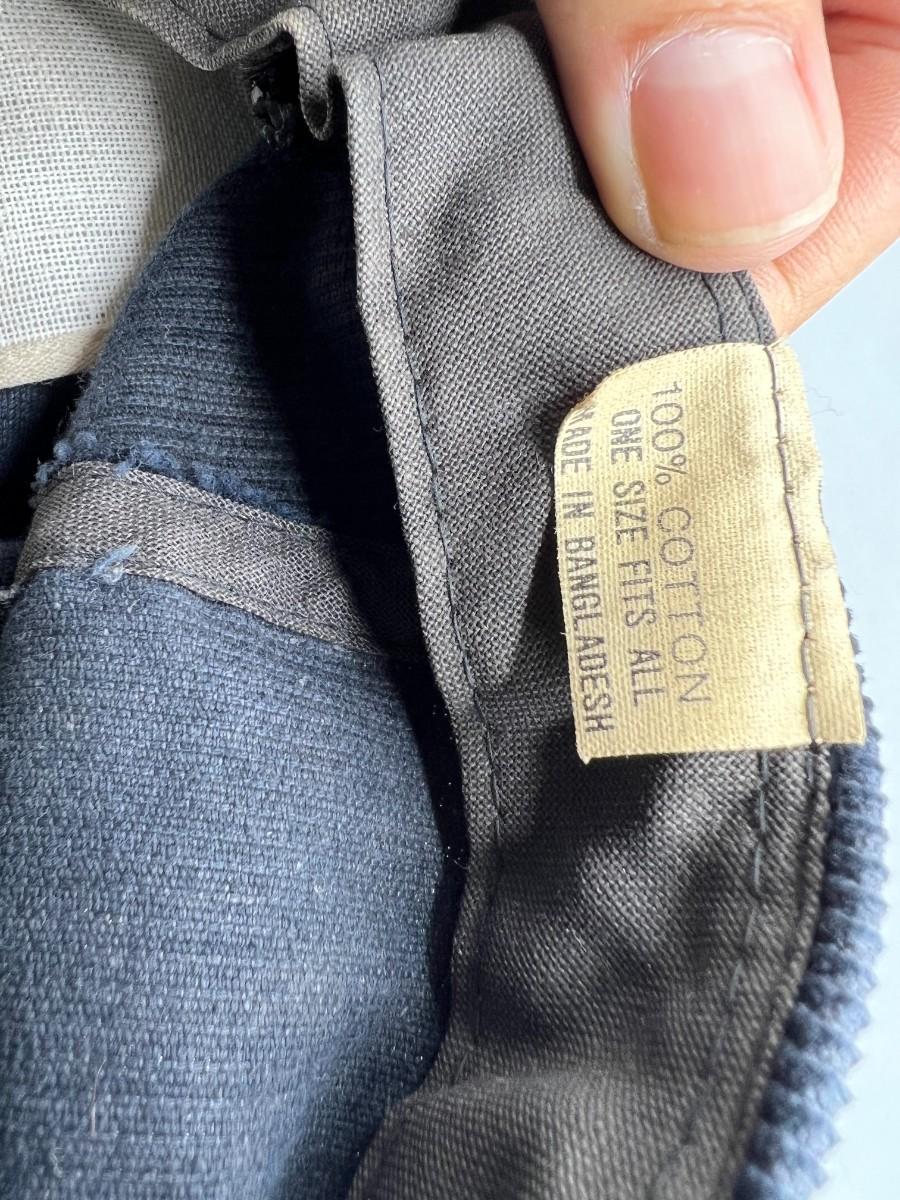 100% COTTON
ONE SIZE FITS ALL
MADE IN BANGLADESH